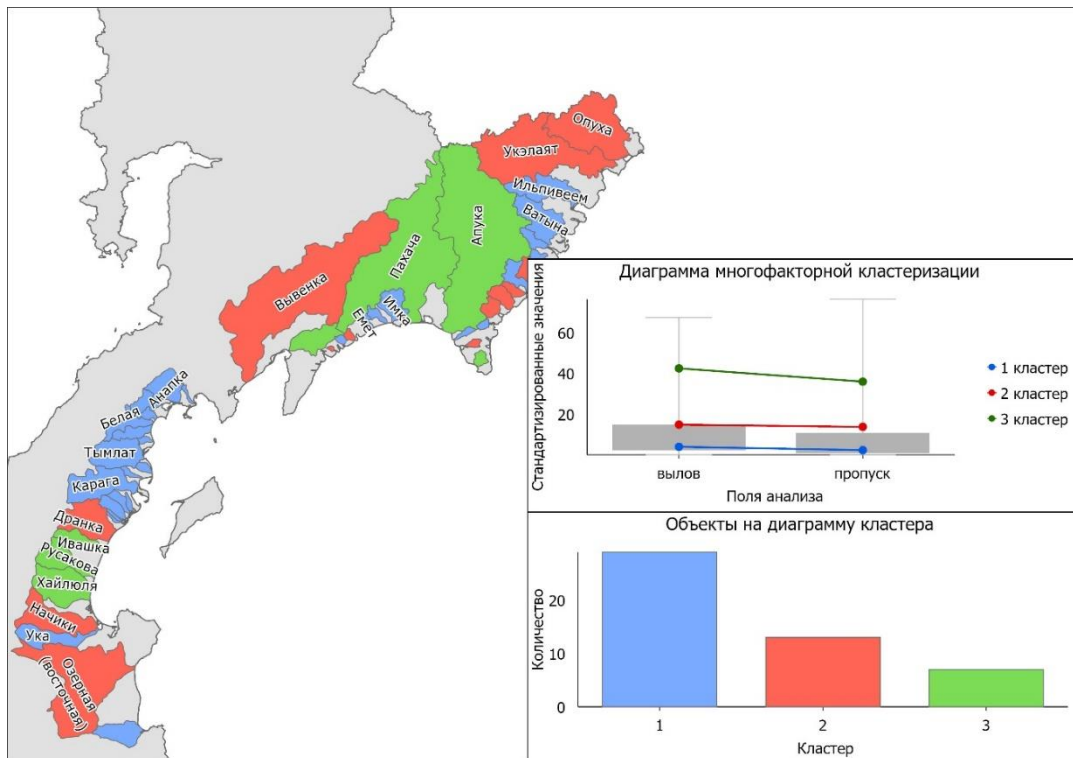 Опуха
Укэлаят
Ильпивеем
Ватына
Апука
Пахача
Вывенка
Имка
Емет
Анапка
Белая
Тымлат
Карага
Дранка
Ивашка
Русакова
Хайлюля
Начики
Ука
Озерная
(восточная)
Диаграмма многофакторной кластеризации
Стандартизированные значения
60
40
20
вылов
пропуск
Поля анализа
1 кластер
2 кластер
3 кластер
Объекты на диаграмму кластера
Количество
20
10
0
1
2
3
Кластер